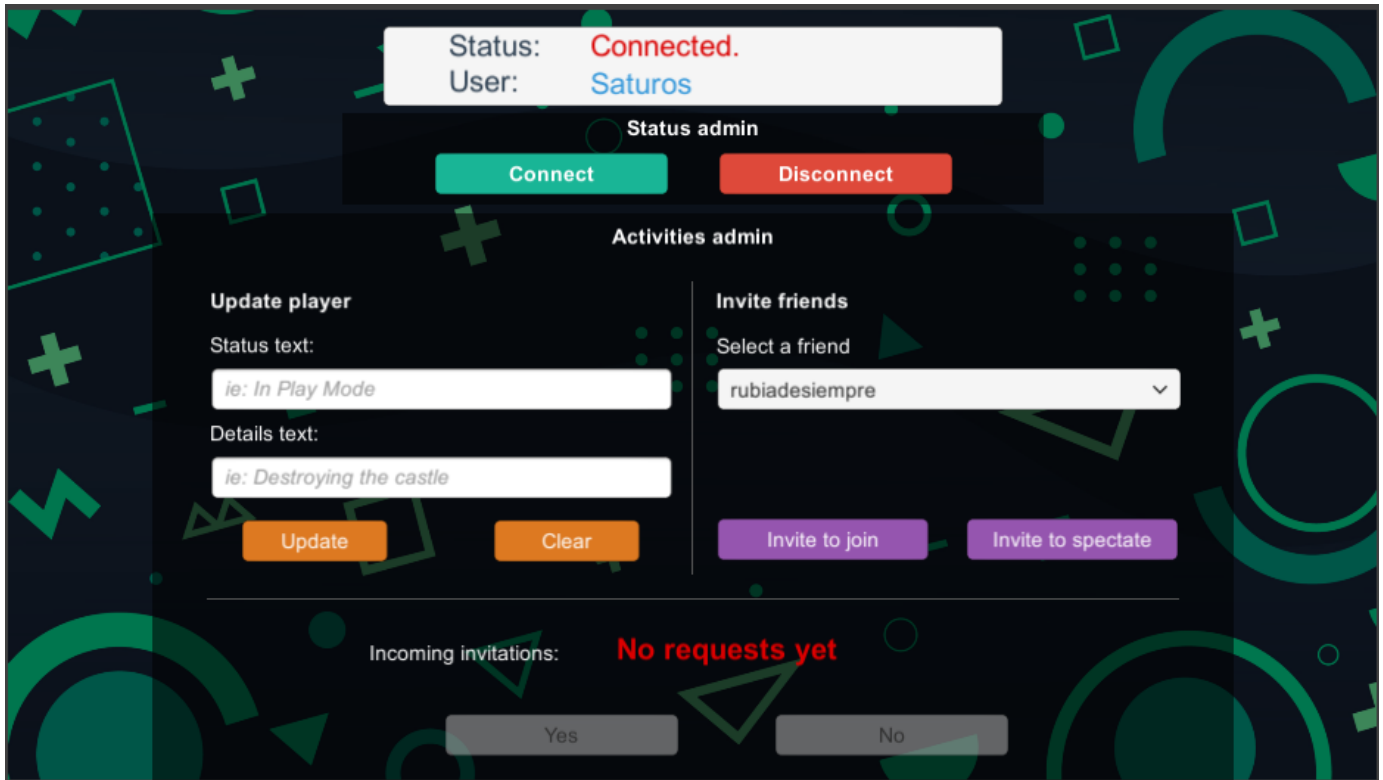 Status: Connected.
User: Saturos
Status admin
Connect Disconnect
Activities admin
Update player
Status text:
ie: In Play Mode
Details text:
ie: Destroying the castle
Update Clear
Invite friends
Select a friend
rubiadesiempre
Invite to join Invite to spectate
Incoming invitations: No requests yet
Yes No